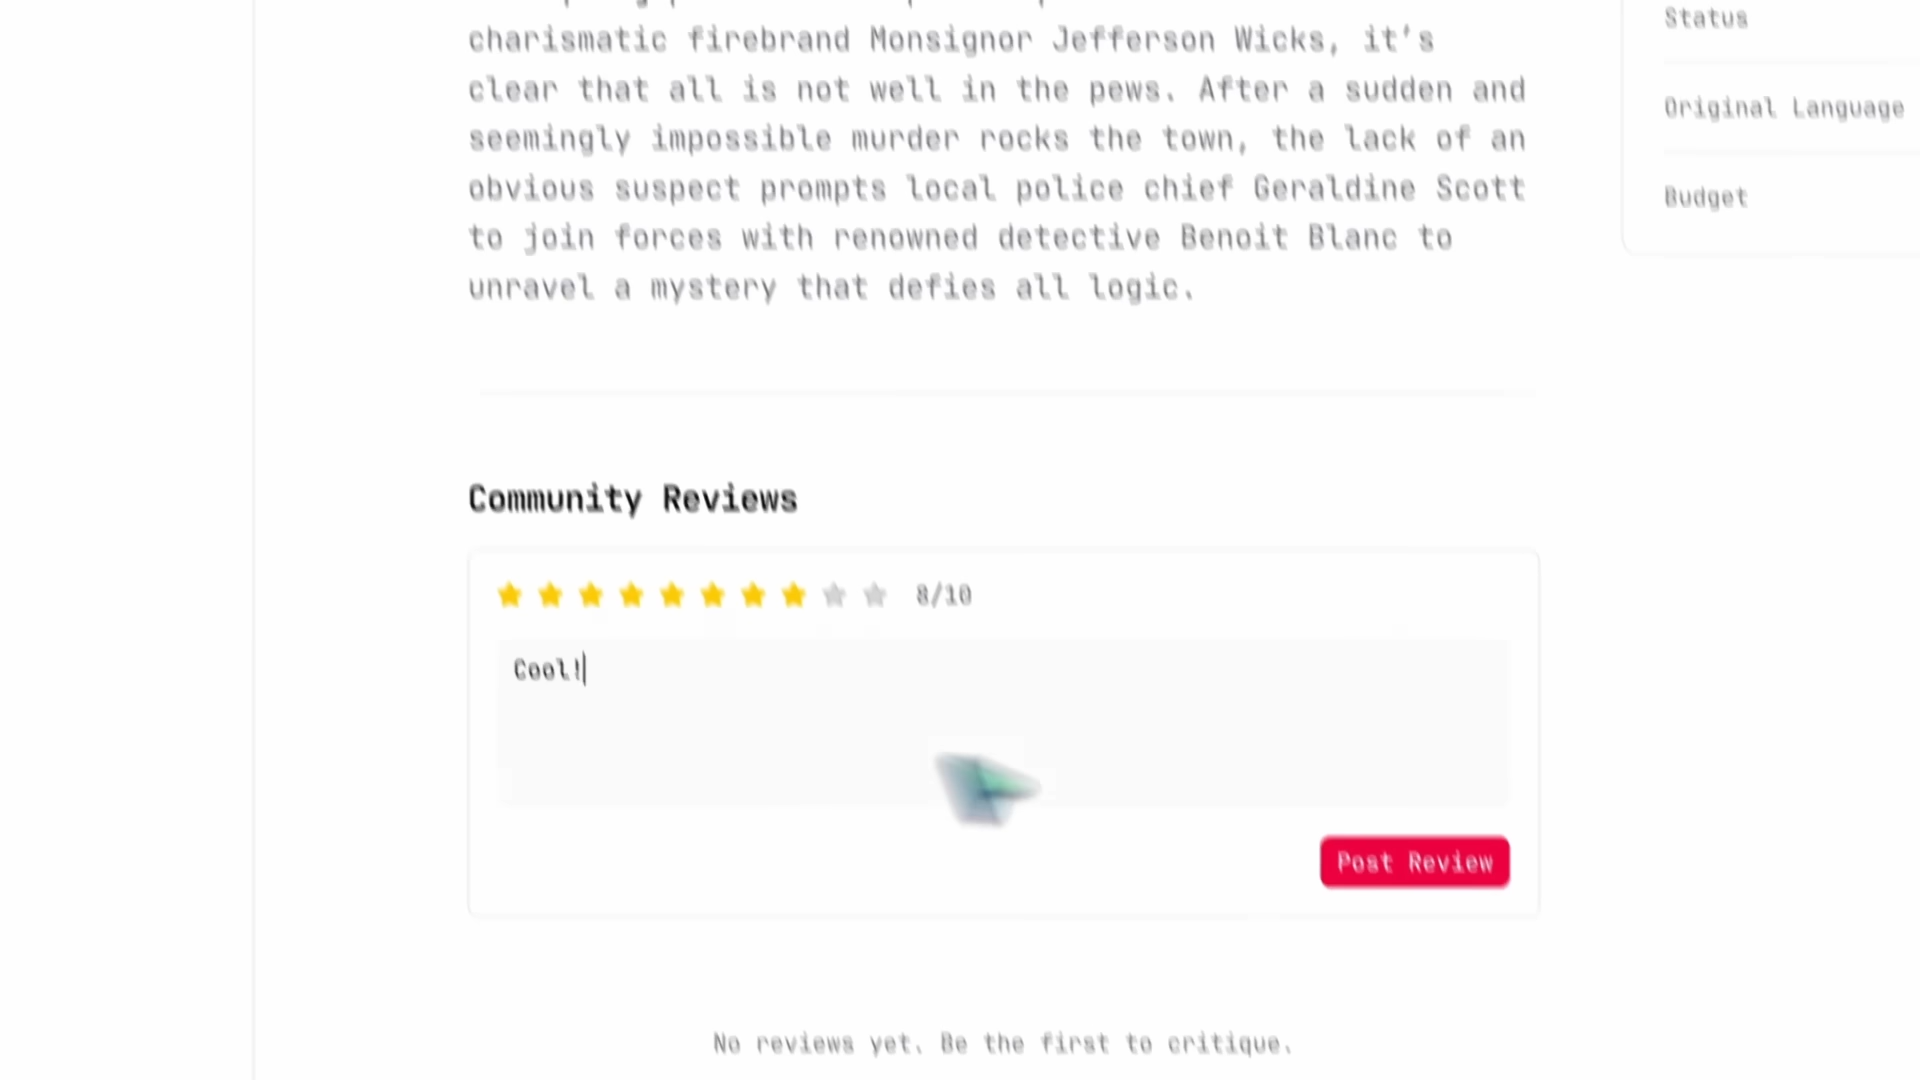 charismatic firebrand Monsignor Jefferson Wicks, it's
clear that all is not well in the pews. After a sudden and
seemingly impossible murder rocks the town, the lack of an
obvious suspect prompts local police chief Geraldine Scott
to join forces with renowned detective Benoit Blanc to
unravel a mystery that defies all logic.
Status
Original Language
Budget
Community Reviews
8/10
Cool!
Post Review
No reviews yet. Be the first to critique.